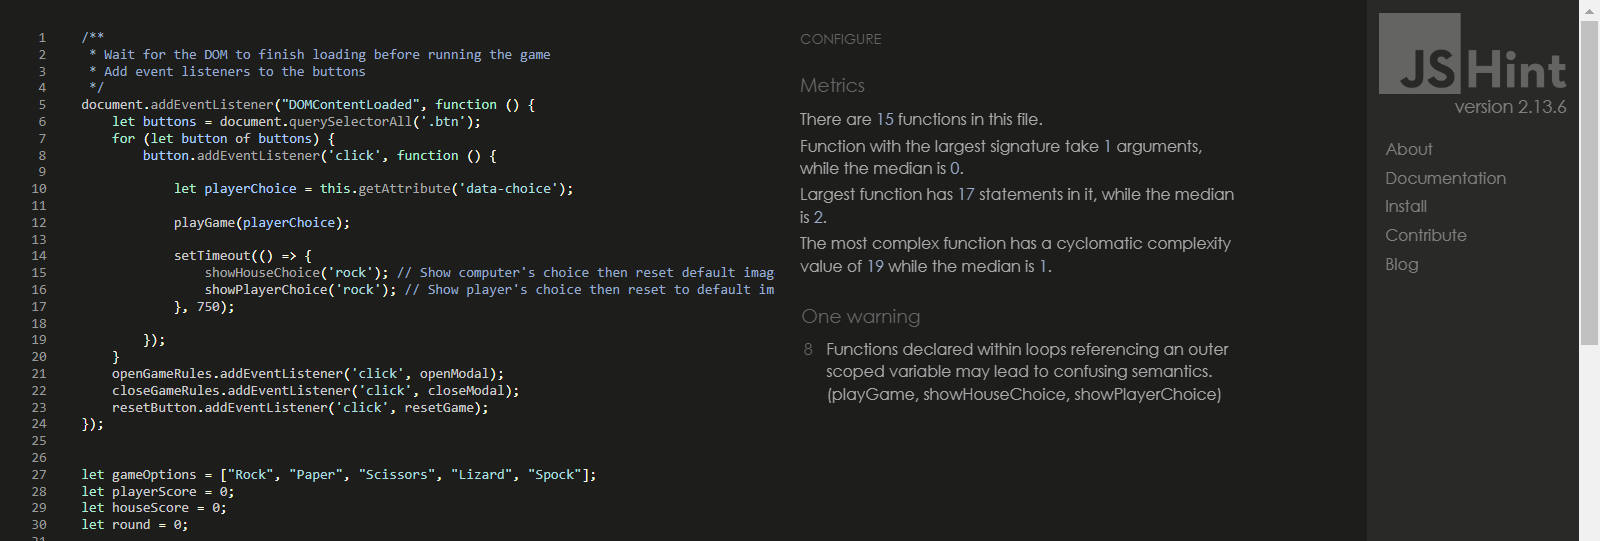 1 /**
2 * Wait for the DOM to finish loading before running the game
3 * Add event listeners to the buttons
4 */
5 document.addEventListener("DOMContentLoaded", function () {
6 let buttons = document.querySelectorAll('.btn');
7 for (let button of buttons) {
8 button.addEventListener('click', function () {
9
10 let playerChoice = this.getAttribute('data-choice');
11
12 playGame(playerChoice);
13
14 setTimeout(() => {
15 showHouseChoice('rock'); // Show computer's choice then reset default imag
16 showPlayerChoice('rock'); // Show player's choice then reset to default im
17 }, 750);
18
19 });
20 }
21 openGameRules.addEventListener('click', openModal);
22 closeGameRules.addEventListener('click', closeModal);
23 resetButton.addEventListener('click', resetGame);
24 });
25
26
27 let gameOptions = ["Rock", "Paper", "Scissors", "Lizard", "Spock"];
28 let playerScore = 0;
29 let houseScore = 0;
30 let round = 0;
CONFIGURE
Metrics
There are 15 functions in this file.
Function with the largest signature take 1 arguments,
while the median is 0.
Largest function has 17 statements in it, while the median
is 2.
The most complex function has a cyclomatic complexity
value of 19 while the median is 1.
One warning
8 Functions declared within loops referencing an outer
scoped variable may lead to confusing semantics.
(playGame, showHouseChoice, showPlayerChoice)
JSHint
version 2.13.6
About
Documentation
Install
Contribute
Blog